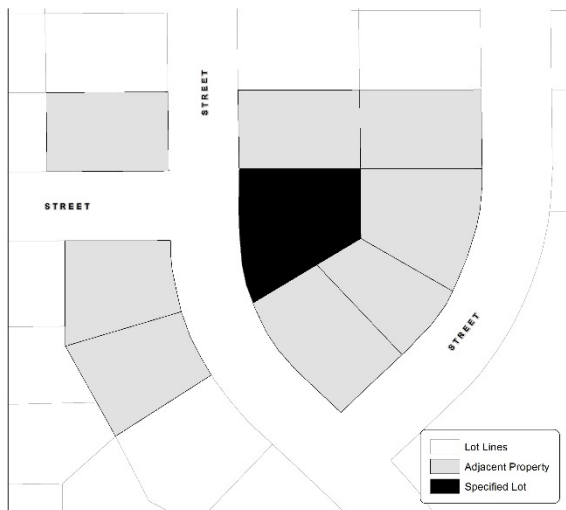 STREET
STREET
STREET
Lot Lines
Adjacent Property
Specified Lot